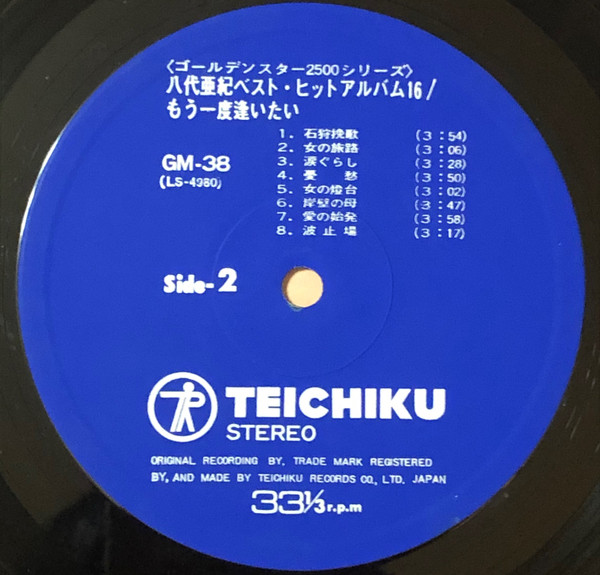 〈ゴールデンスター2500シリーズ〉
八代亜紀ベスト・ヒットアルバム16/
もう一度逢いたい
1. 石狩挽歌 (3:54)
2. 女の旅路 (3:06)
GM-38 3. 涙ぐらし (3:28)
(LS-4980) 4. 憂 愁 (3:50)
5. 女の燈台 (3:02)
6. 岸壁の母 (3:47)
7. 愛の始発 (3:58)
8. 波止場 (3:17)
Side-2
TEICHIKU
STEREO
ORIGINAL RECORDING BY, TRADE MARK REGISTERED
BY, AND MADE BY TEICHIKU RECORDS CO., LTD. JAPAN
33⅓r.p.m